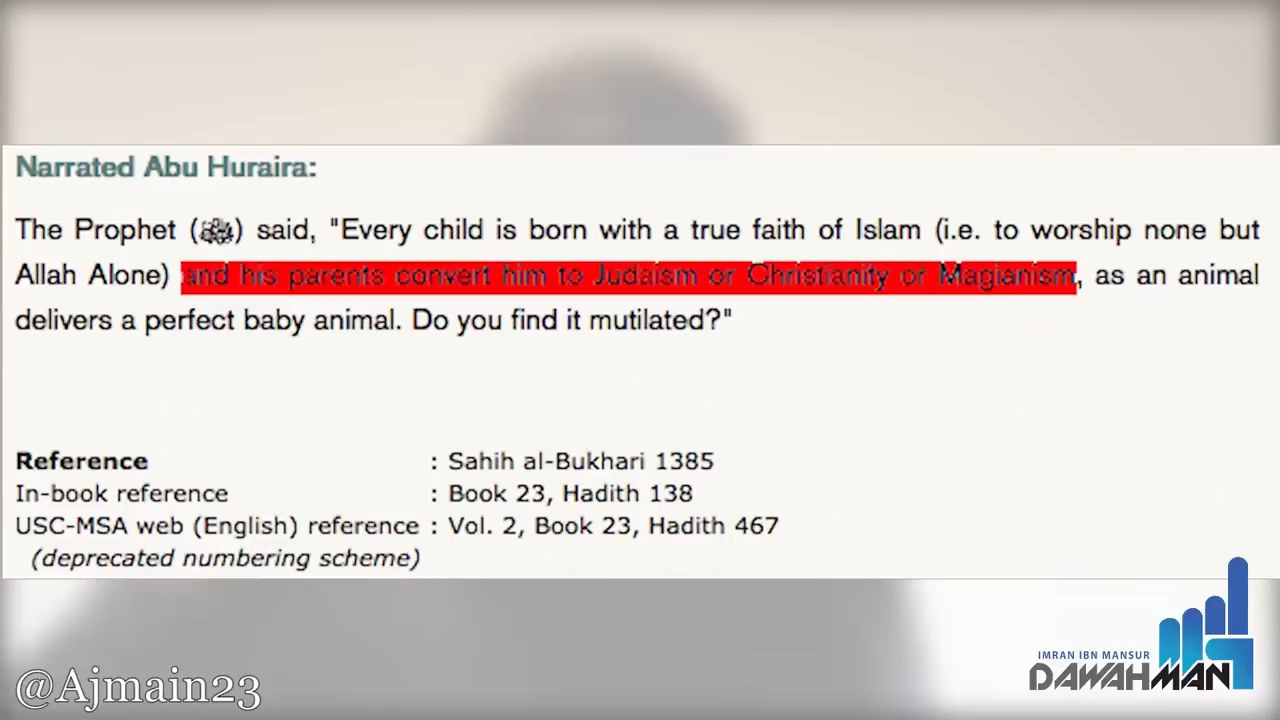 Narrated Abu Huraira:
The Prophet (ﷺ) said, "Every child is born with a true faith of Islam (i.e. to worship none but
Allah Alone) and his parents convert him to Judaism or Christianity or Magianism, as an animal
delivers a perfect baby animal. Do you find it mutilated?"
Reference : Sahih al-Bukhari 1385
In-book reference : Book 23, Hadith 138
USC-MSA web (English) reference : Vol. 2, Book 23, Hadith 467
(deprecated numbering scheme)
@Ajmain23
IMRAN IBN MANSUR
DAWAHMAN